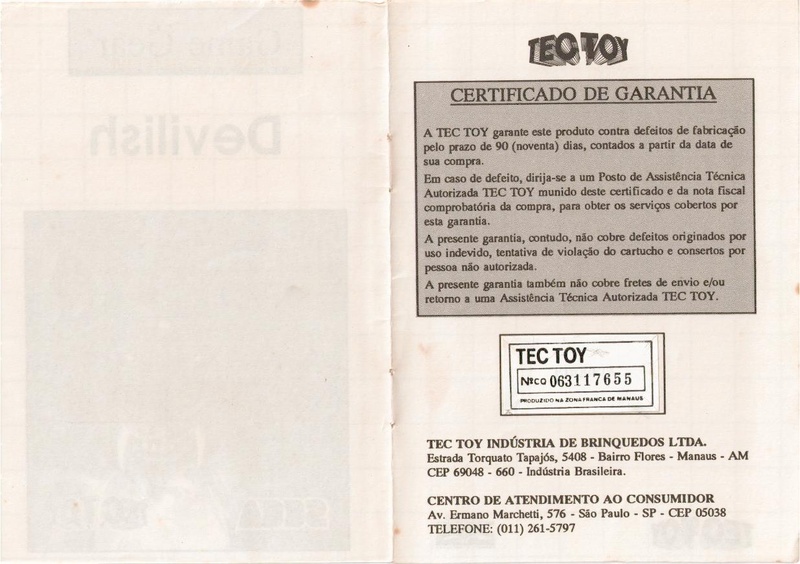 Game Gear
Devilish
SEGA
TEC TOY
CERTIFICADO DE GARANTIA
A TEC TOY garante este produto contra defeitos de fabricação
pelo prazo de 90 (noventa) dias, contados a partir da data de
sua compra.
Em caso de defeito, dirija-se a um Posto de Assistência Técnica
Autorizada TEC TOY munido deste certificado e da nota fiscal
comprobatória da compra, para obter os serviços cobertos por
esta garantia.
A presente garantia, contudo, não cobre defeitos originados por
uso indevido, tentativa de violação do cartucho e consertos por
pessoa não autorizada.
A presente garantia também não cobre fretes de envio e/ou
retorno a uma Assistência Técnica Autorizada TEC TOY.
TEC TOY
NºCQ 063117655
PRODUZIDO NA ZONA FRANCA DE MANAUS
TEC TOY INDÚSTRIA DE BRINQUEDOS LTDA.
Estrada Torquato Tapajós, 5408 - Bairro Flores - Manaus - AM
CEP 69048 - 660 - Indústria Brasileira.
CENTRO DE ATENDIMENTO AO CONSUMIDOR
Av. Ermano Marchetti, 576 - São Paulo - SP - CEP 05038
TELEFONE: (011) 261-5797
TEC TOY